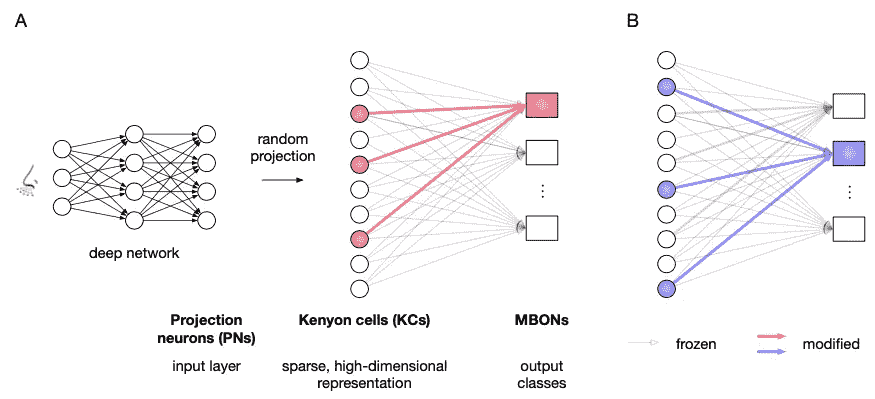 A
B
random
projection
deep network
Projection
neurons (PNs)
Kenyon cells (KCs)
MBONs
input layer
sparse, high-dimensional
representation
output
classes
frozen
modified